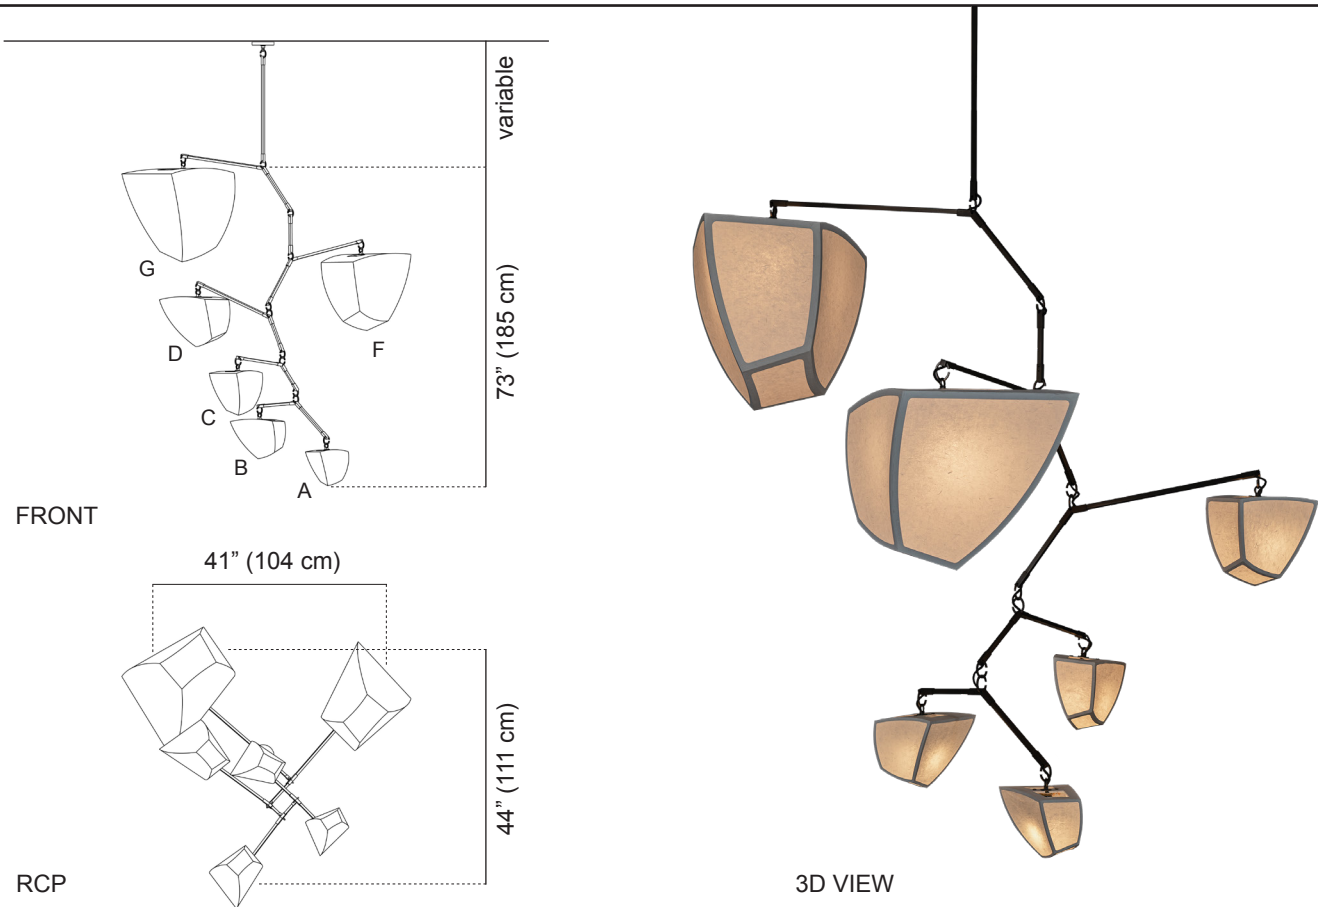 variable
G
F
D
73” (185 cm)
C
B
A
FRONT
41” (104 cm)
44” (111 cm)
RCP
3D VIEW